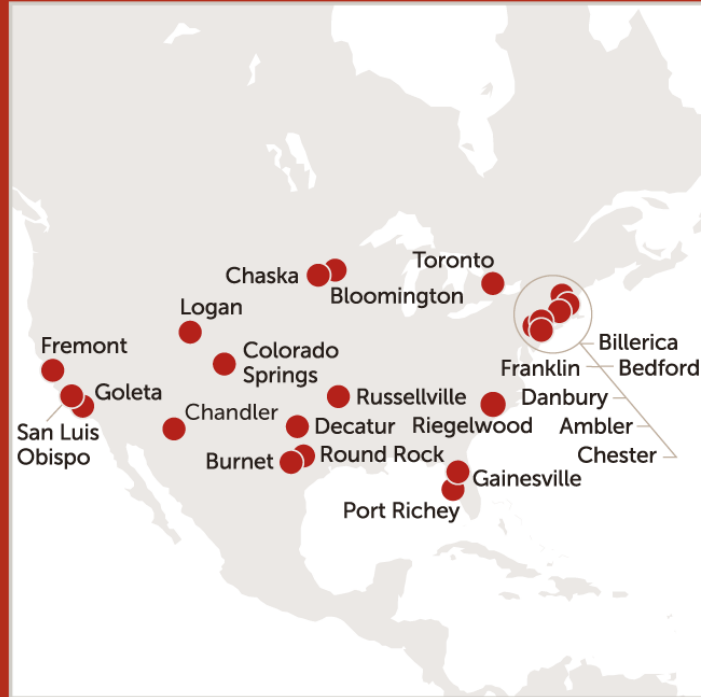 Toronto
Chaska
Bloomington
Logan
Fremont
Colorado
Springs
Billerica
Franklin
Bedford
Goleta
Russellville
Danbury
Chandler
San Luis
Obispo
Decatur
Riegelwood
Ambler
Burnet
Round Rock
Chester
Gainesville
Port Richey